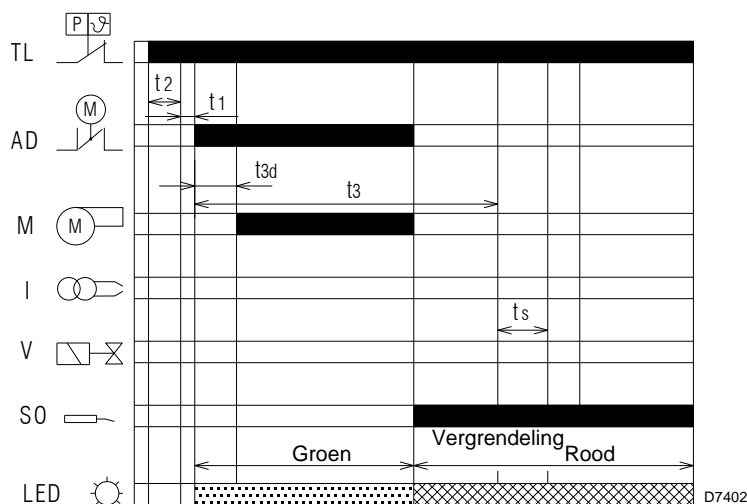 P ϑ
TL
t2
M
t1
AD
t3d
t3
M
M
I
ts
V
SO
Vergrendeling
Groen
Rood
LED
D7402